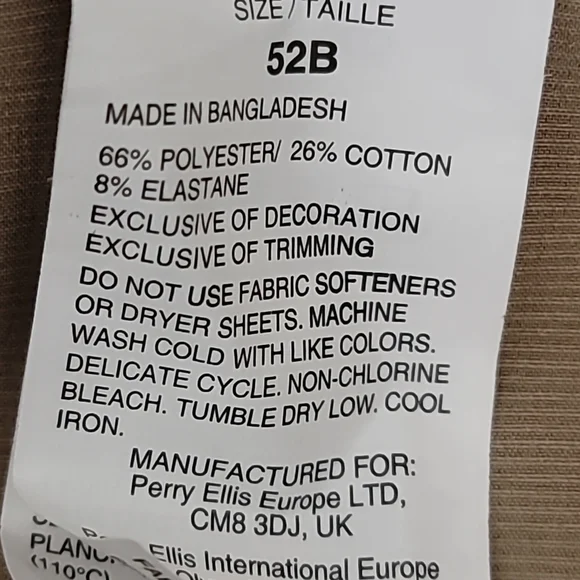 SIZE/TAILLE
52B
MADE IN BANGLADESH
66% POLYESTER/ 26% COTTON
8% ELASTANE
EXCLUSIVE OF DECORATION
EXCLUSIVE OF TRIMMING
DO NOT USE FABRIC SOFTENERS
OR DRYER SHEETS. MACHINE
WASH COLD WITH LIKE COLORS.
DELICATE CYCLE. NON-CHLORINE
BLEACH. TUMBLE DRY LOW. COOL
IRON.
MANUFACTURED FOR:
Perry Ellis Europe LTD,
CM8 3DJ, UK
Ellis International Europe
(110°C)